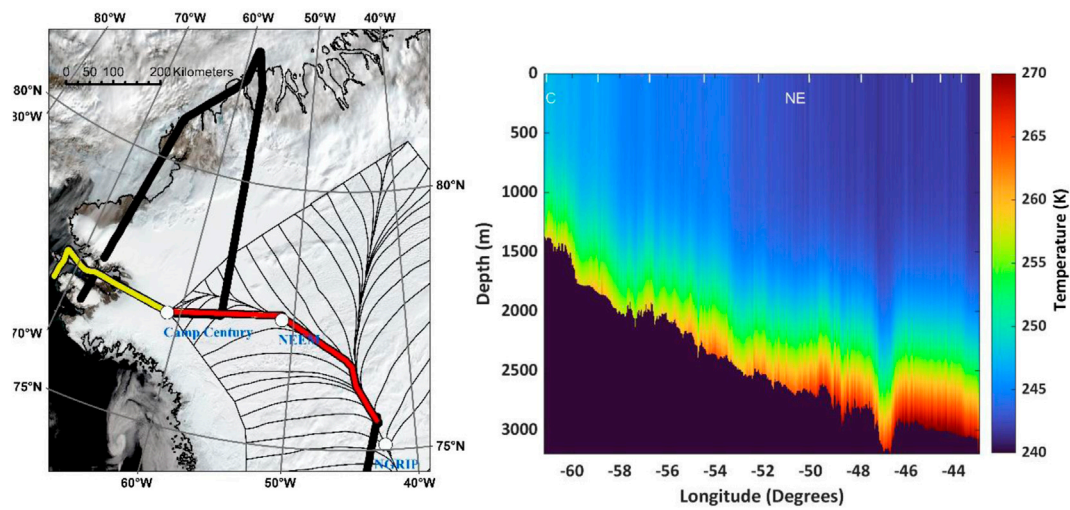 80°W 70°W 60°W 50°W 40°W
0 50 100 200 Kilometers
80°N
30°W
80°N
70°W
75°N
Camp Century
NEEM
NGRIP
75°N
60°W 50°W 40°W
C
NE
0
500
1000
1500
2000
2500
3000
Depth (m)
-60 -58 -56 -54 -52 -50 -48 -46 -44
Longitude (Degrees)
270
265
260
255
250
245
240
Temperature (K)